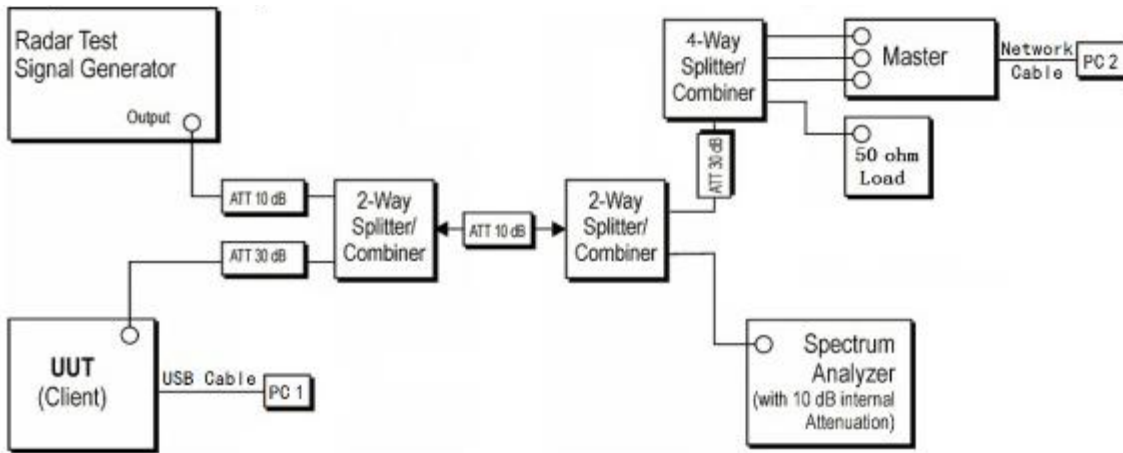 Radar Test
Signal Generator
Output
4-Way
Splitter/
Combiner
Master
Network
Cable
PC 2
ATT 30 dB
50 ohm
Load
ATT 10 dB
2-Way
Splitter/
Combiner
ATT 10 dB
2-Way
Splitter/
Combiner
ATT 30 dB
UUT
(Client)
USB Cable
PC 1
Spectrum
Analyzer
(with 10 dB internal
Attenuation)